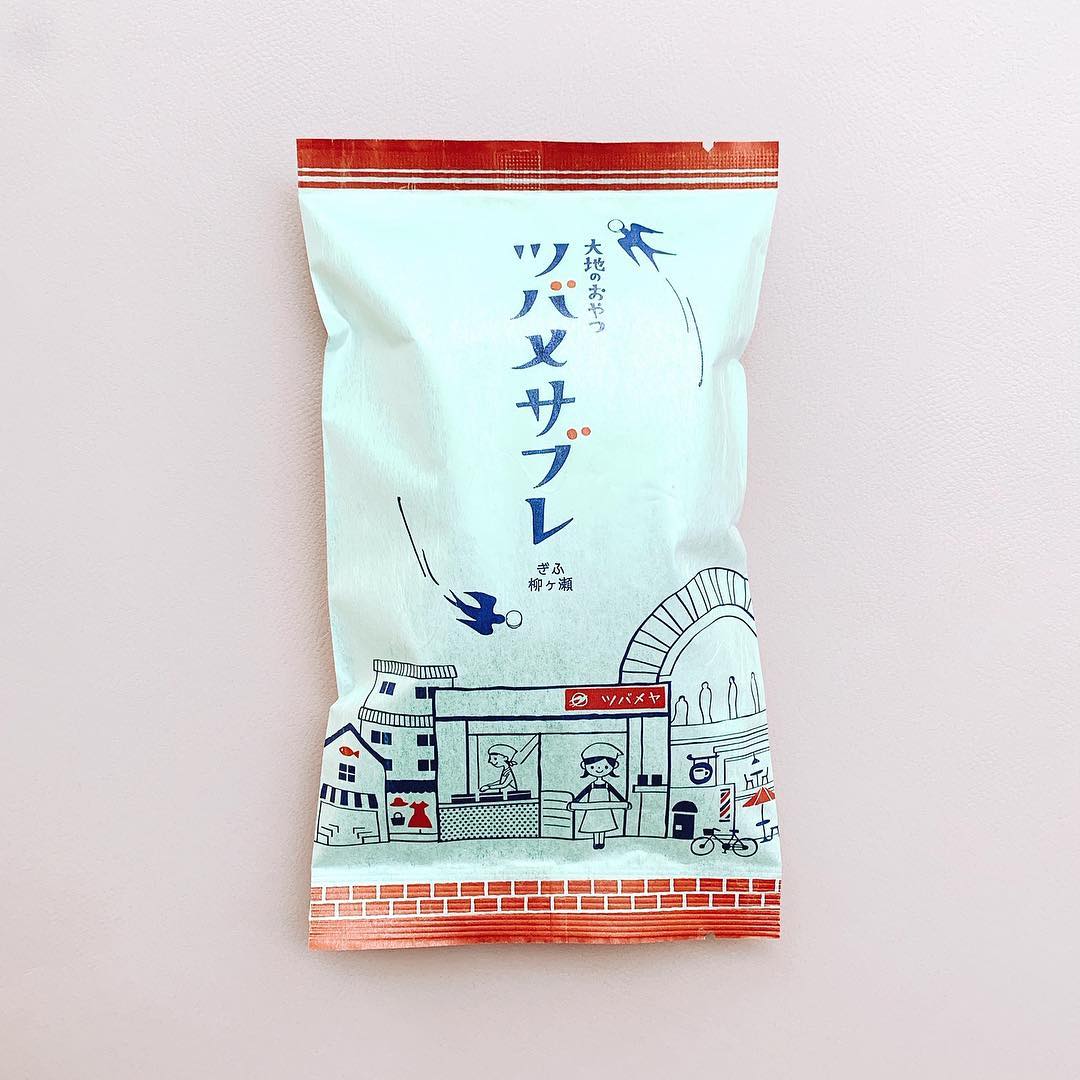 大地のおやつ
ツバメサブレ
ぎふ
柳ヶ瀬
ツバメヤ